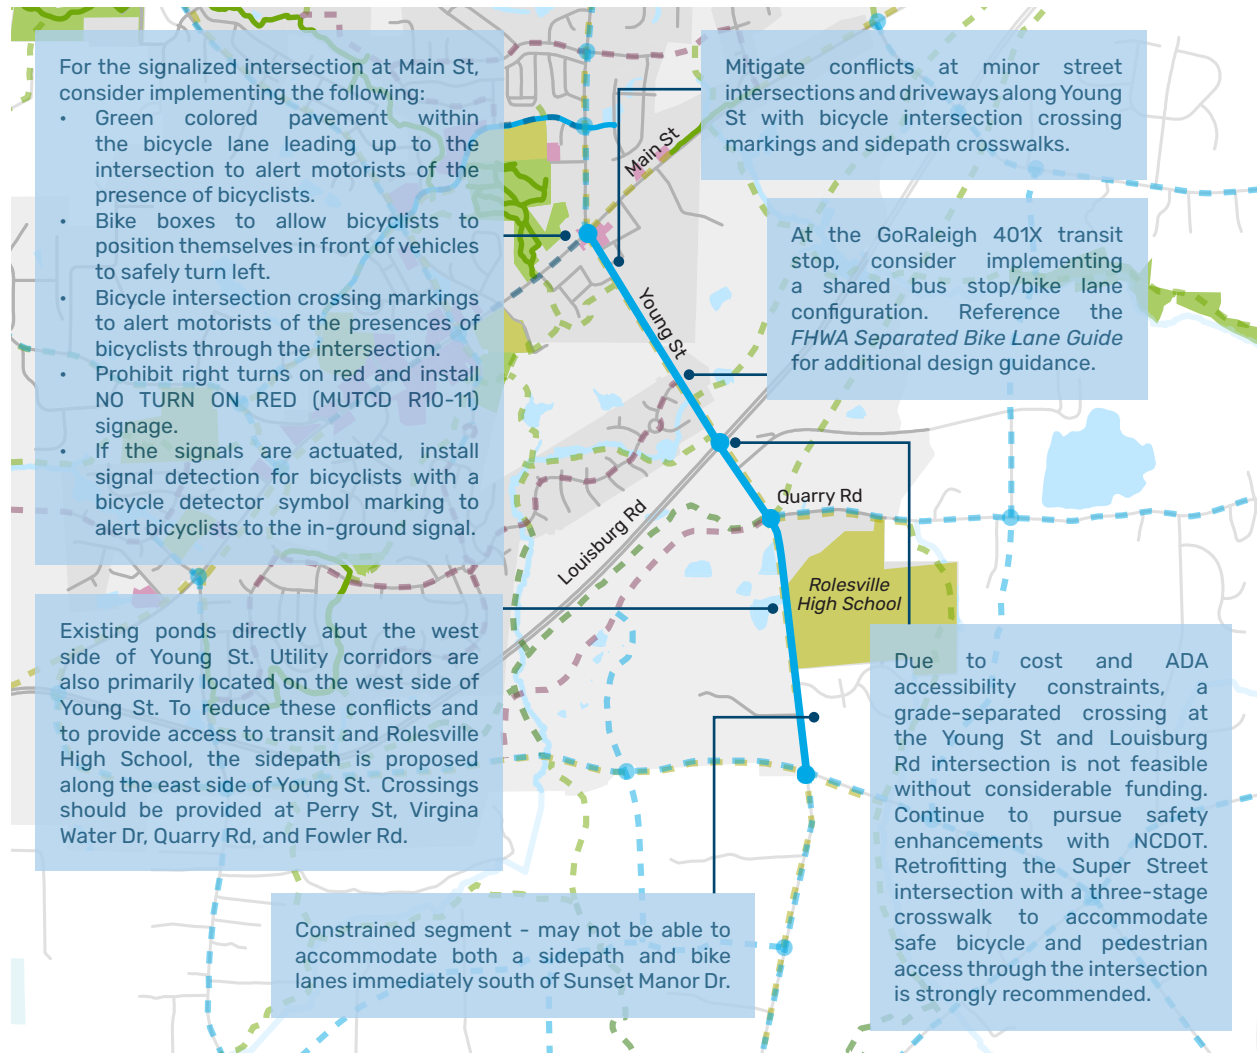 For the signalized intersection at Main St,
consider implementing the following:
• Green colored pavement within
the bicycle lane leading up to the
intersection to alert motorists of the
presence of bicyclists.
• Bike boxes to allow bicyclists to
position themselves in front of vehicles
to safely turn left.
• Bicycle intersection crossing markings
to alert motorists of the presences of
bicyclists through the intersection.
• Prohibit right turns on red and install
NO TURN ON RED (MUTCD R10-11)
signage.
• If the signals are actuated, install
signal detection for bicyclists with a
bicycle detector symbol marking to
alert bicyclists to the in-ground signal.
Mitigate conflicts at minor street
intersections and driveways along Young
St with bicycle intersection crossing
markings and sidepath crosswalks.
At the GoRaleigh 401X transit
stop, consider implementing
a shared bus stop/bike lane
configuration. Reference the
FHWA Separated Bike Lane Guide
for additional design guidance.
Main St
Young St
Louisburg Rd
Quarry Rd
Rolesville
High School
Existing ponds directly abut the west
side of Young St. Utility corridors are
also primarily located on the west side of
Young St. To reduce these conflicts and
to provide access to transit and Rolesville
High School, the sidepath is proposed
along the east side of Young St. Crossings
should be provided at Perry St, Virgina
Water Dr, Quarry Rd, and Fowler Rd.
Due to cost and ADA
accessibility constraints, a
grade-separated crossing at
the Young St and Louisburg
Rd intersection is not feasible
without considerable funding.
Continue to pursue safety
enhancements with NCDOT.
Retrofitting the Super Street
intersection with a three-stage
crosswalk to accommodate
safe bicycle and pedestrian
access through the intersection
is strongly recommended.
Constrained segment - may not be able to
accommodate both a sidepath and bike
lanes immediately south of Sunset Manor Dr.